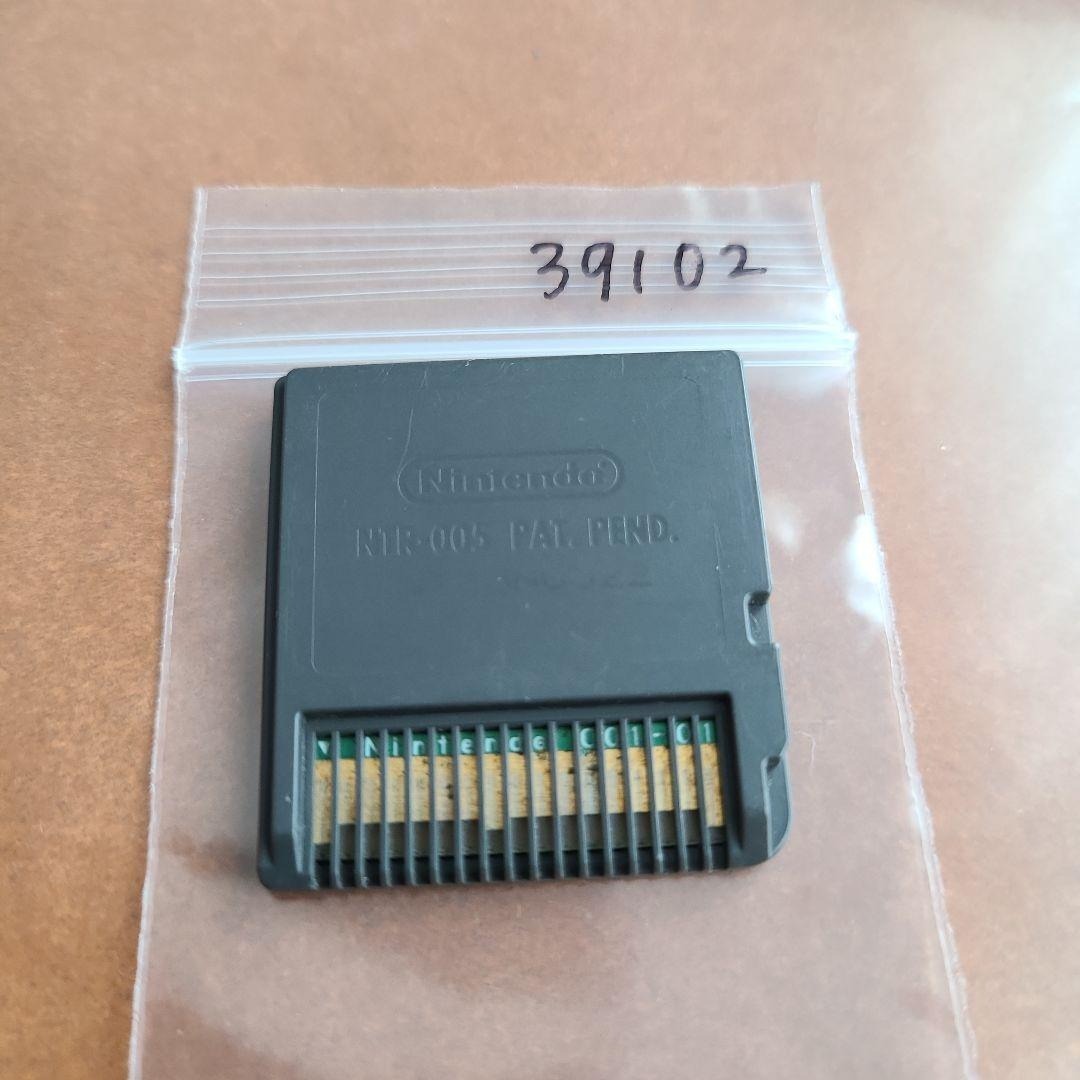 39102
Nintendo
NTR-005 PAT. PEND.
Nintendo 001-01